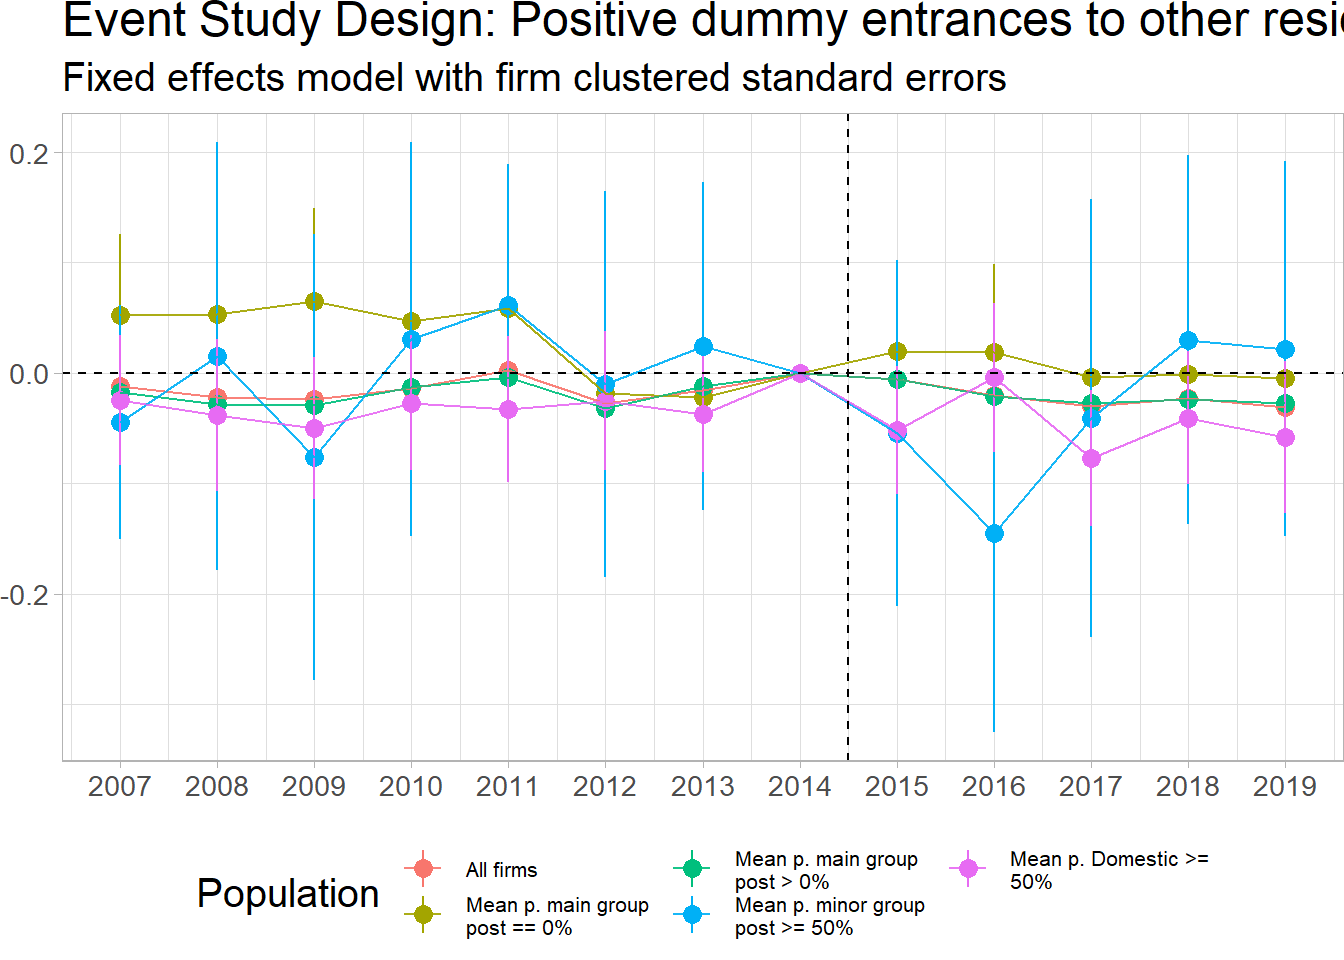 Event Study Design: Positive dummy entrances to other
Fixed effects model with firm clustered standard errors
0.2
0.0
-0.2
2007 2008 2009 2010 2011 2012 2013 2014 2015 2016 2017 2018 2019
Population
All firms
Mean p. main group
post == 0%
Mean p. main group
post > 0%
Mean p. minor group
post >= 50%
Mean p. Domestic >=
50%